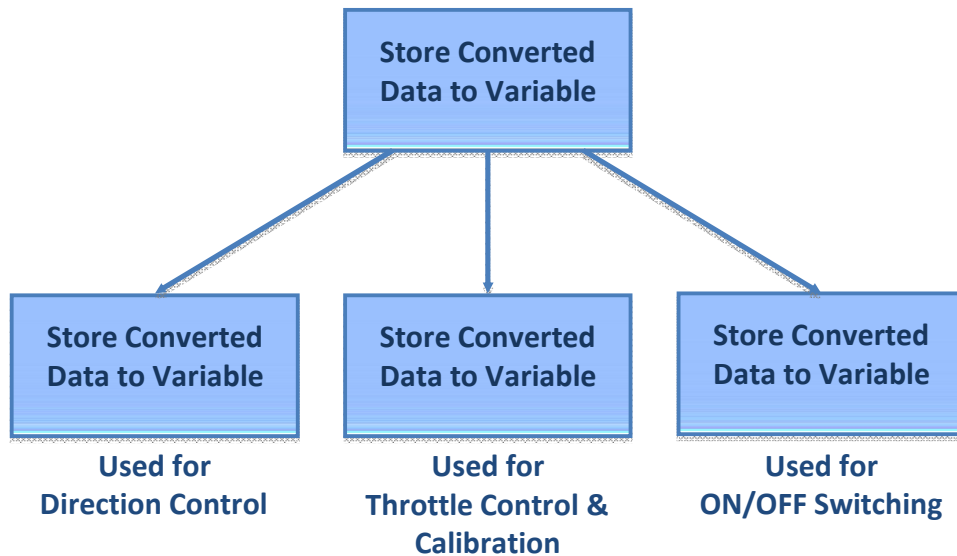 Store Converted
Data to Variable
Store Converted
Data to Variable
Used for
Direction Control
Store Converted
Data to Variable
Used for
Throttle Control &
Calibration
Store Converted
Data to Variable
Used for
ON/OFF Switching